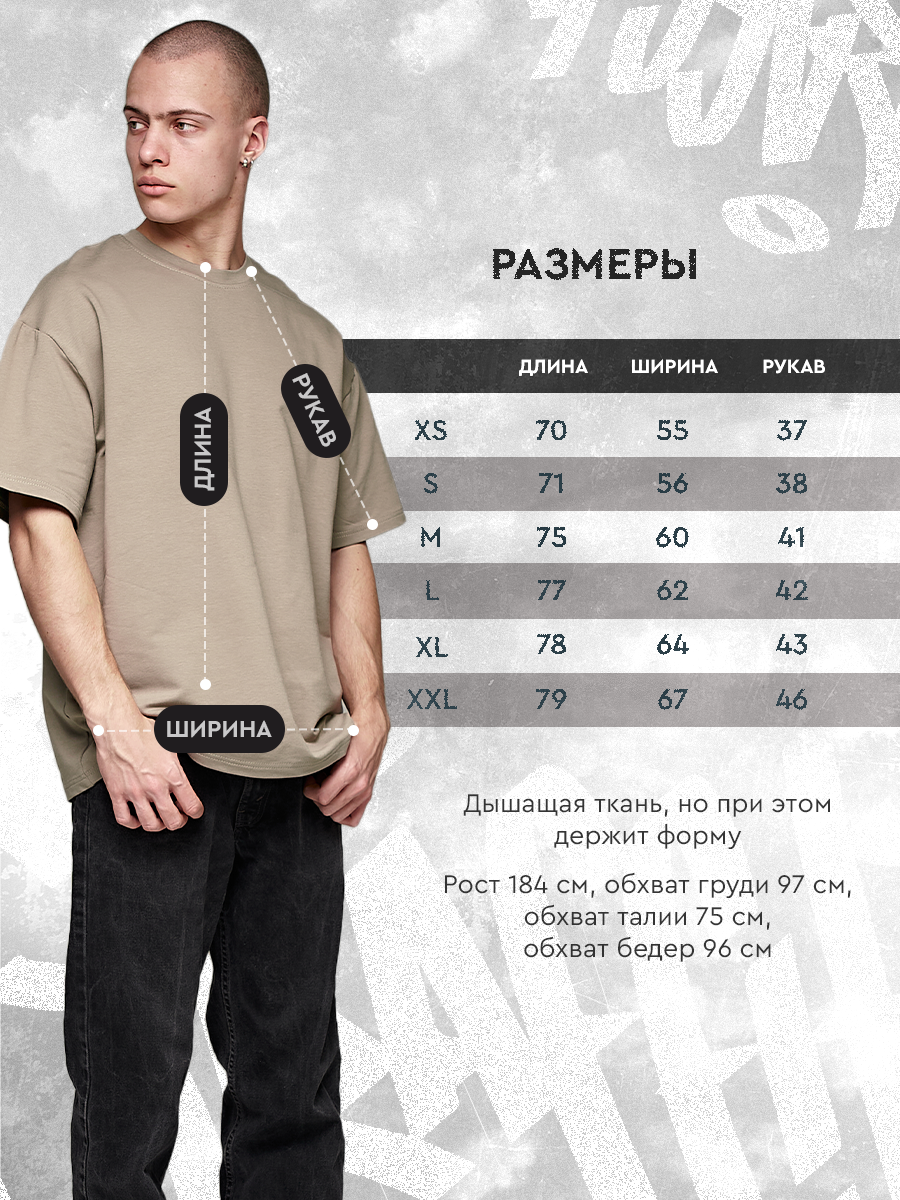 РАЗМЕРЫ
ДЛИНА ШИРИНА РУКАВ
XS 70 55 37
S 71 56 38
M 75 60 41
L 77 62 42
XL 78 64 43
XXL 79 67 46
ДЛИНА
РУКАВ
ШИРИНА
Дышащая ткань, но при этом
держит форму
Рост 184 см, обхват груди 97 см,
обхват талии 75 см,
обхват бедер 96 см